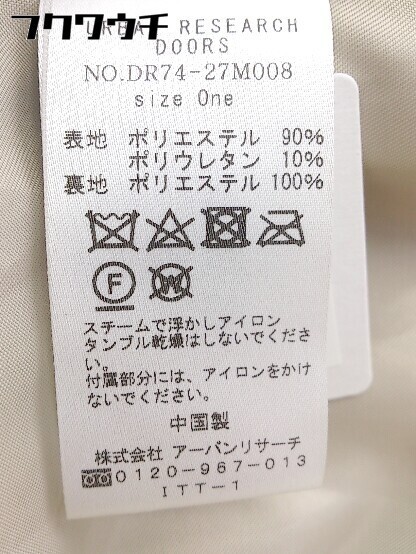 フクワウチ
URBAN RESEARCH
DOORS
NO.DR74-27M008
size One
表地 ポリエステル 90%
ポリウレタン 10%
裏地 ポリエステル 100%
F W
スチームで浮かしアイロン
タンブル乾燥はしないでくださ
い。
付属部分には、アイロンをかけ
ないでください。
中国製
株式会社 アーバンリサーチ
0120-967-013
ITT-1